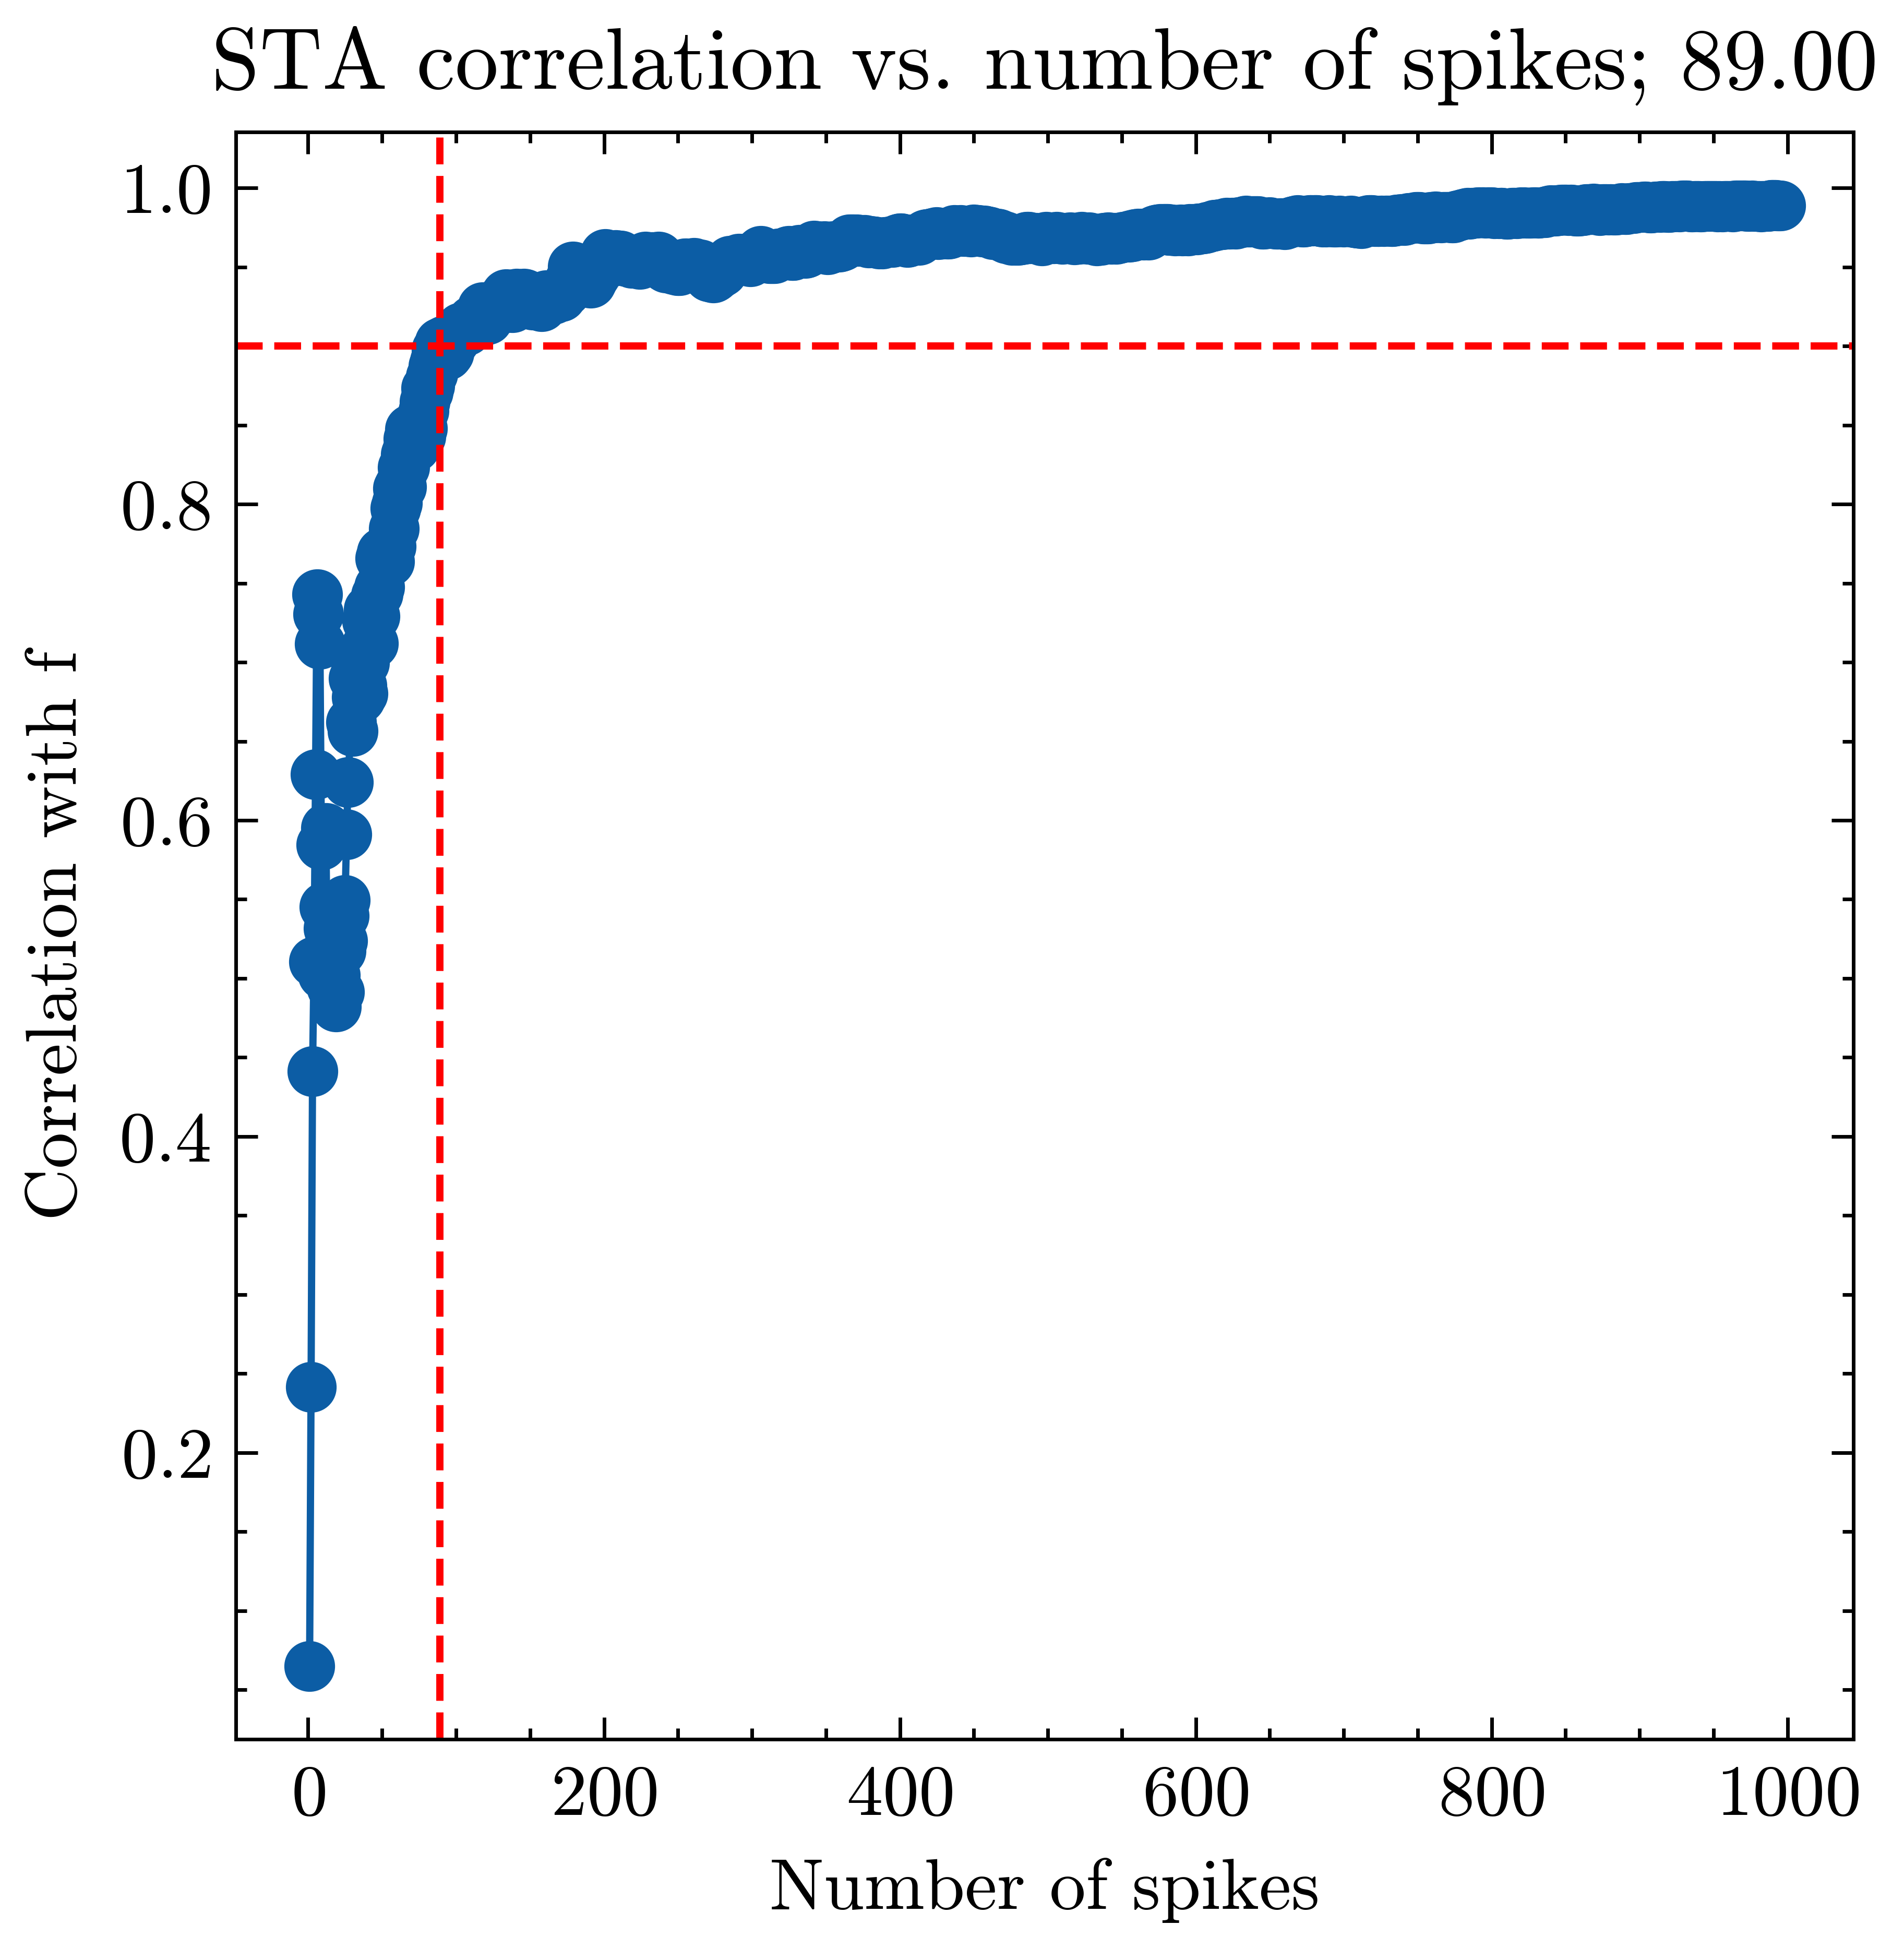 STA correlation vs. number of spikes; 89.00
1.0
0.8
0.6
0.4
0.2
Correlation with f
0 200 400 600 800 1000
Number of spikes